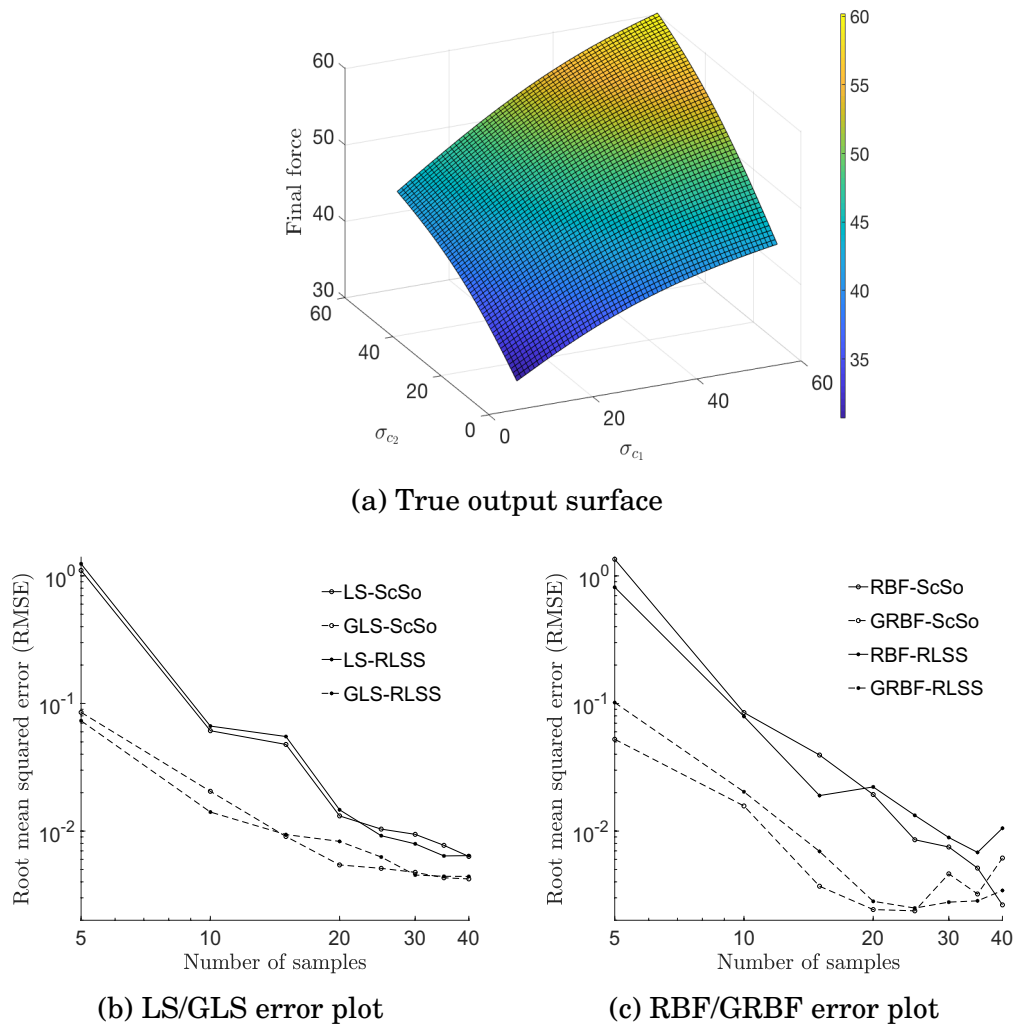 60
50
40
30
Final force
60
40
20
0
σc2
0
20
40
60
σc1
60
55
50
45
40
35
(a) True output surface
Root mean squared error (RMSE)
10^0
10^-1
10^-2
LS-ScSo
GLS-ScSo
LS-RLSS
GLS-RLSS
5
10
20
30
40
Number of samples
(b) LS/GLS error plot
Root mean squared error (RMSE)
10^0
10^-1
10^-2
RBF-ScSo
GRBF-ScSo
RBF-RLSS
GRBF-RLSS
5
10
20
30
40
Number of samples
(c) RBF/GRBF error plot